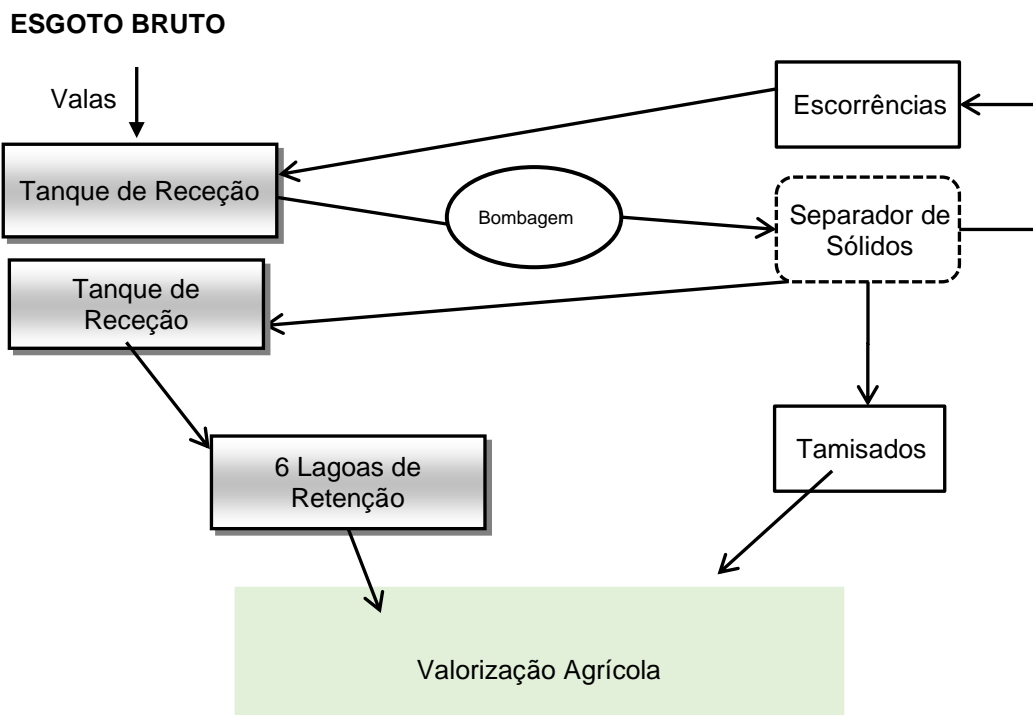 ESGOTO BRUTO
Valas
Escorrências
Tanque de Receção
Bombagem
Separador de
Sólidos
Tanque de
Receção
Tamisados
6 Lagoas de
Retenção
Valorização Agrícola